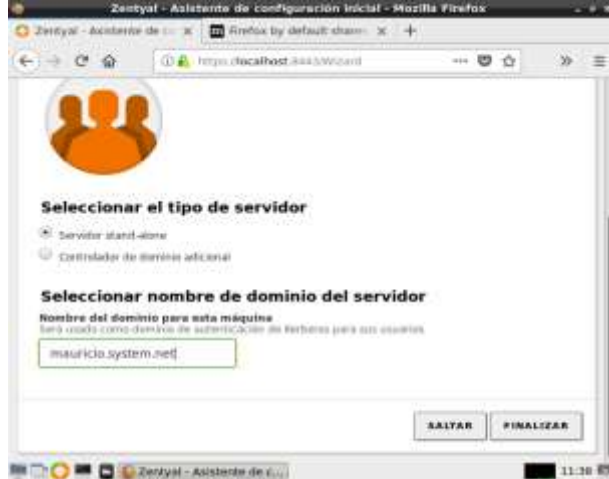 Zentyal - Asistente de configuración inicial - Mozilla Firefox
Zentyal - Asistente de
Firefox by default share
https://localhost:8443/Wizard
Seleccionar el tipo de servidor
Servidor stand-alone
Controlador de dominio adicional
Seleccionar nombre de dominio del servidor
Nombre del dominio para esta máquina
Será usado como dominio de autenticación de Kerberos para sus usuarios
mauricio.system.net
SALTAR FINALIZAR
Zentyal - Asistente de c...
11:38